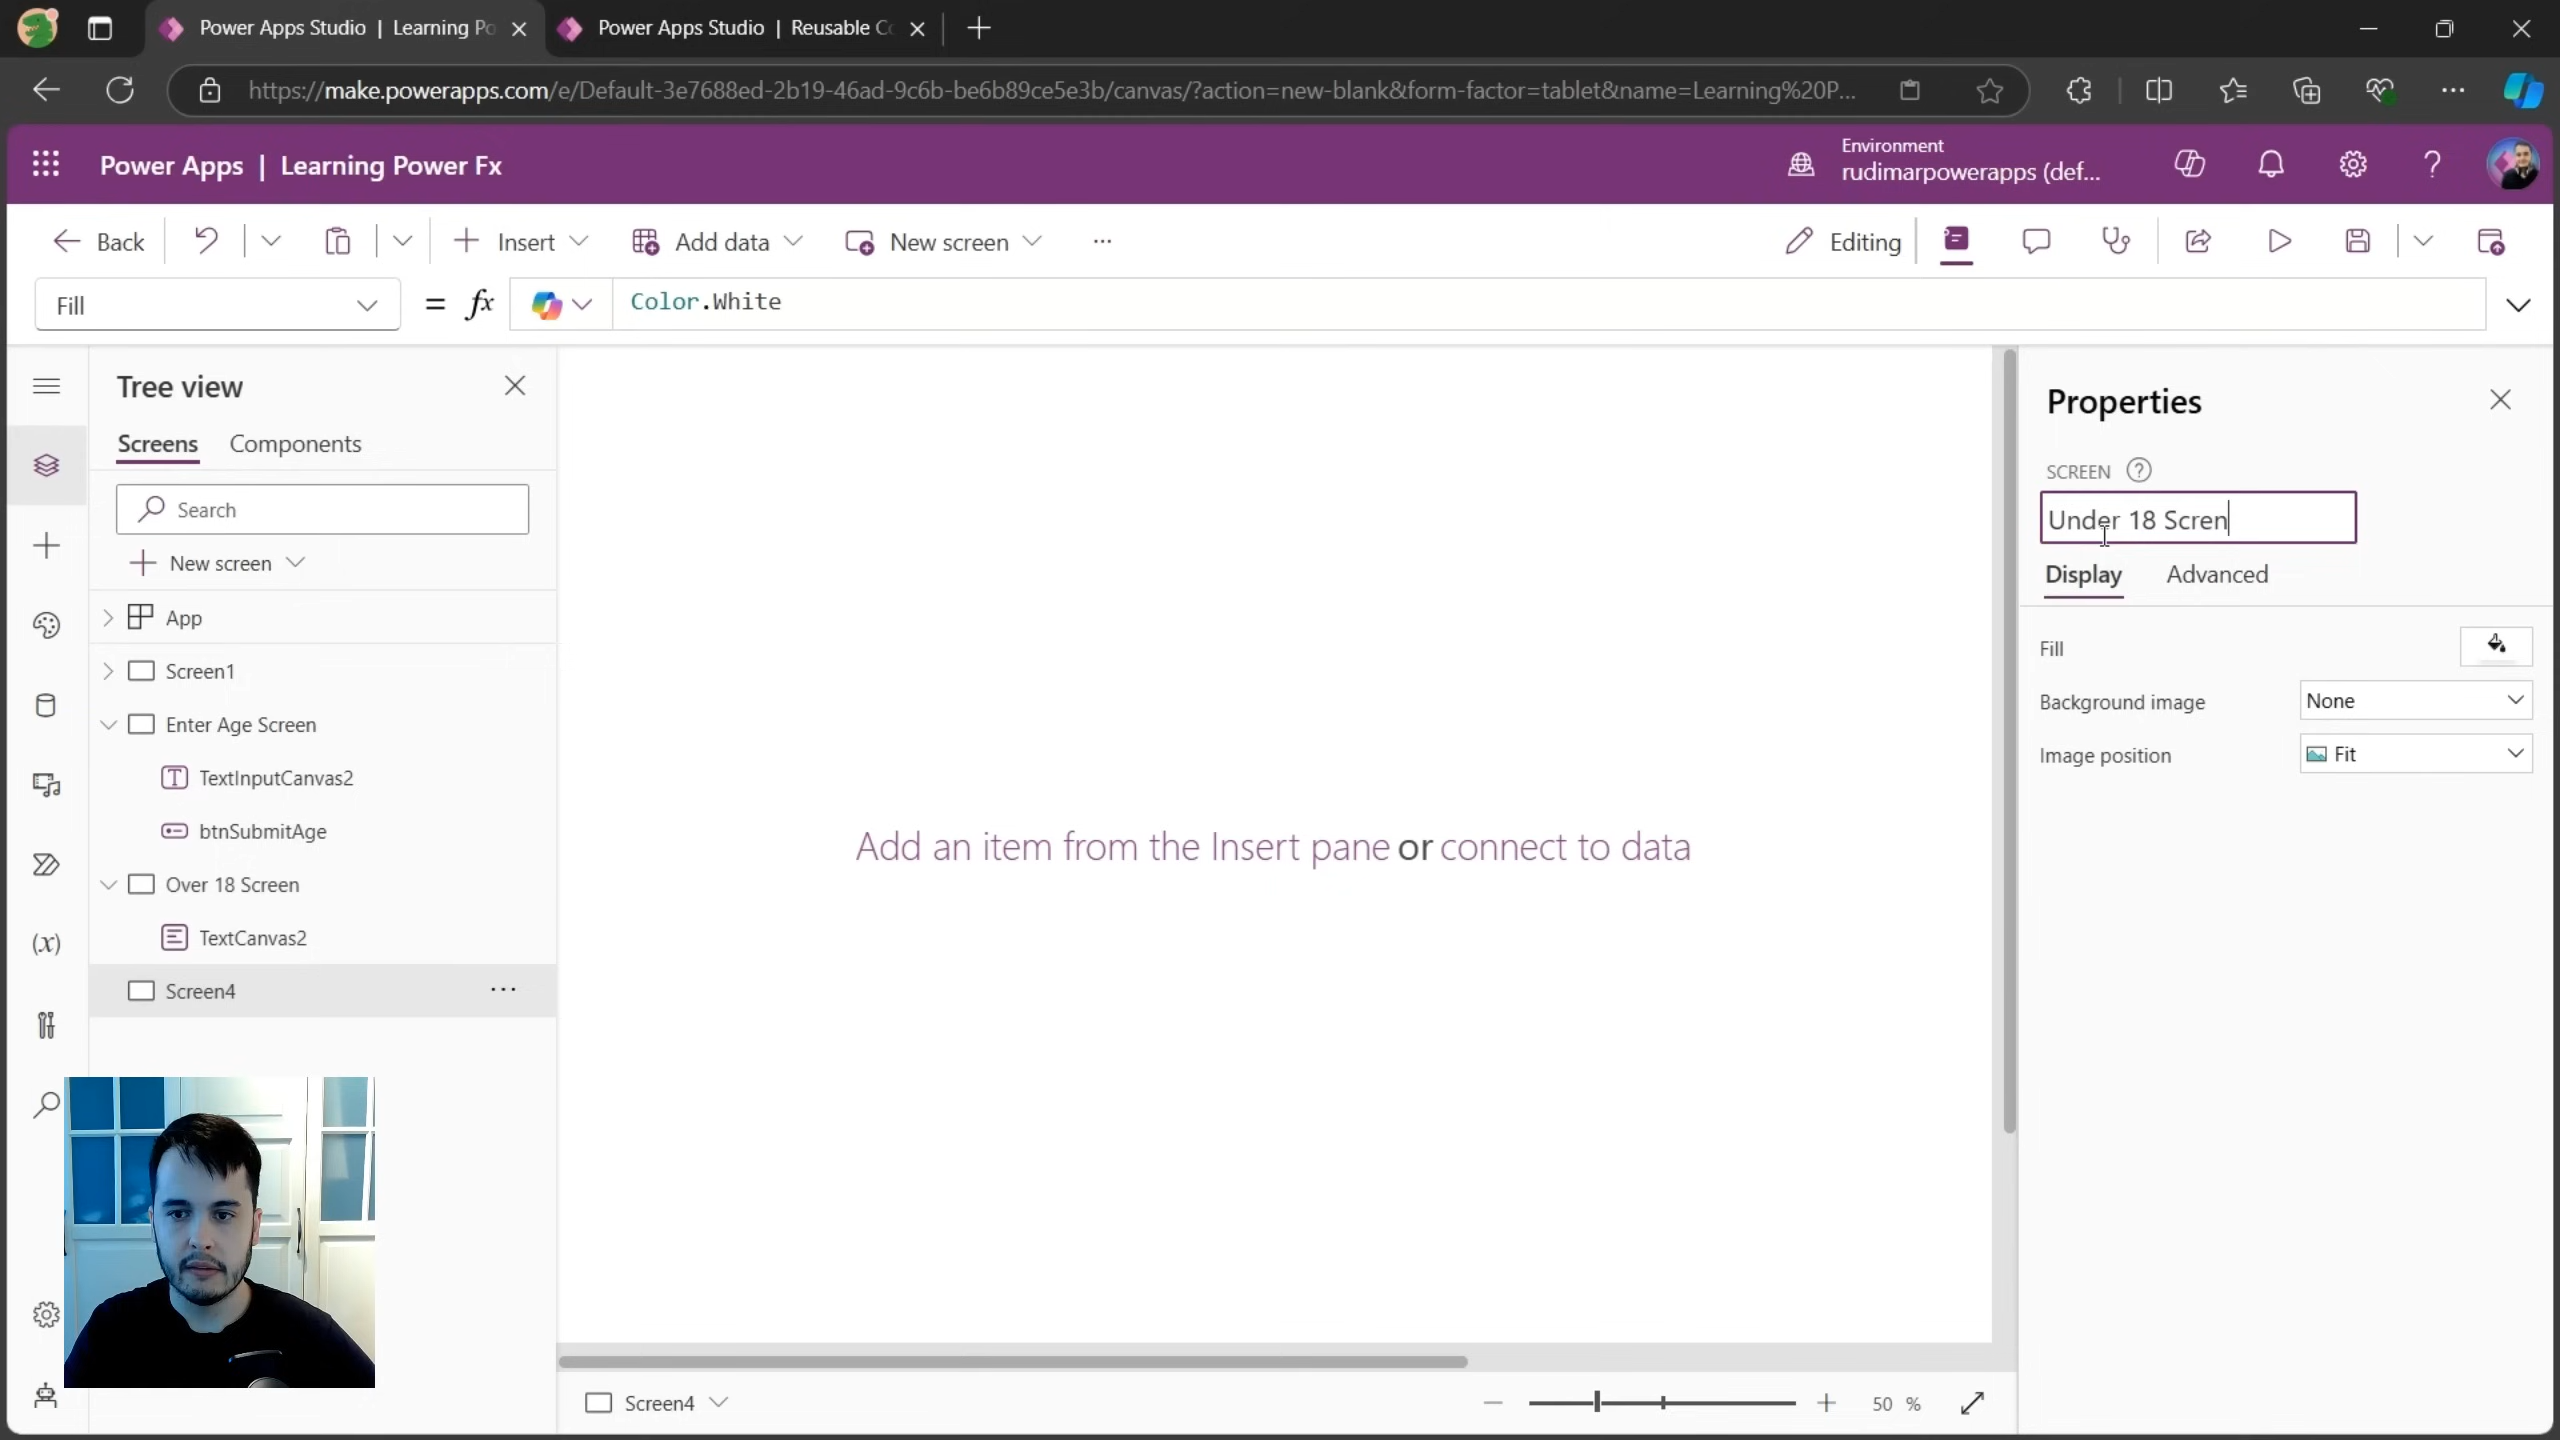 Power Apps Studio | Learning Po
Power Apps Studio | Reusable Co
https://make.powerapps.com/e/Default-3e7688ed-2b19-46ad-9c6b-be6b89ce5e3b/canvas/?action=new-blank&form-factor=tablet&name=Learning%20P...
Power Apps | Learning Power Fx
Environment
rudimarpowerapps (def...
Back
Insert
Add data
New screen
...
Editing
Fill
= fx
Color.White
Tree view
Screens
Components
Search
New screen
App
Screen1
Enter Age Screen
TextInputCanvas2
btnSubmitAge
Over 18 Screen
TextCanvas2
Screen4
...
(x)
Add an item from the Insert pane or connect to data
Screen4
50 %
Properties
SCREEN ?
Under 18 Scren
Display
Advanced
Fill
Background image
None
Image position
Fit